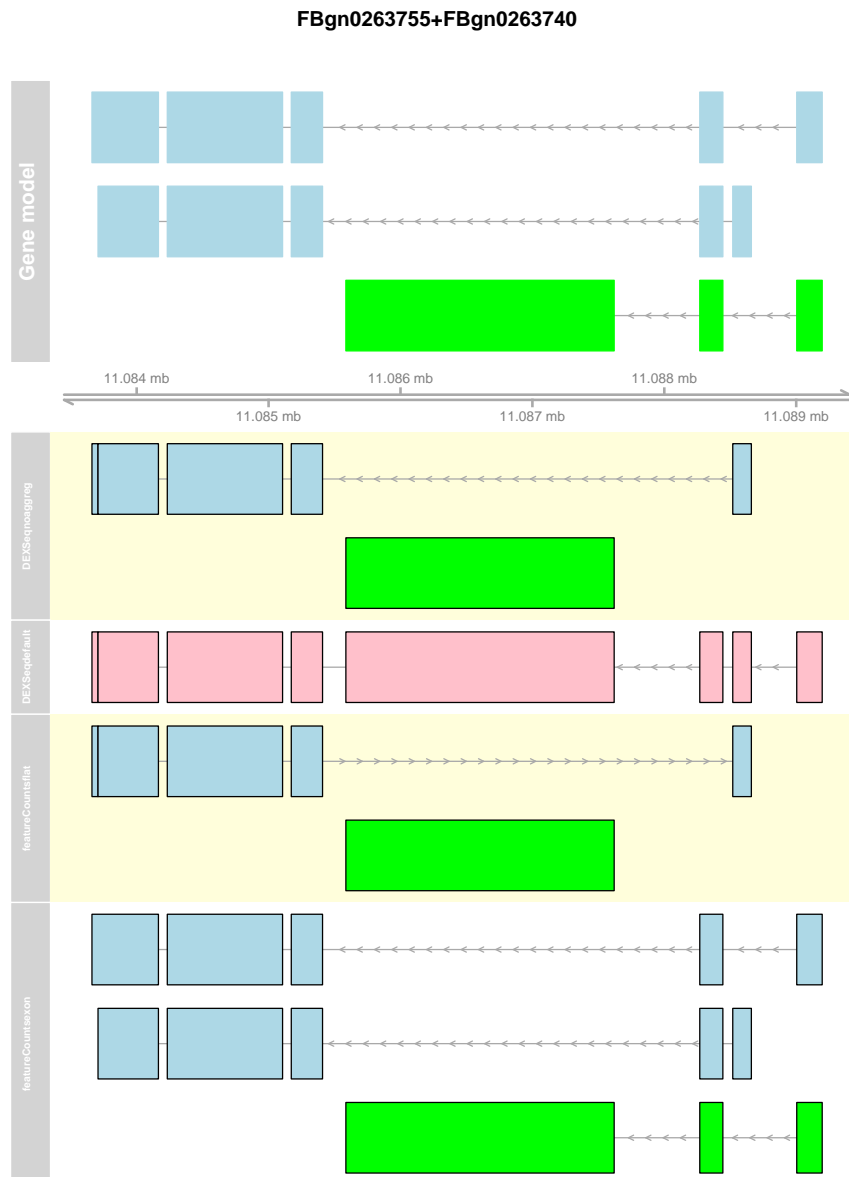 FBgn0263755+FBgn0263740
Gene model
11.084 mb
11.086 mb
11.088 mb
11.085 mb
11.087 mb
11.089 mb
DEXSeqnoaggreg
DEXSeqdefault
featureCountsflat
featureCountsexon